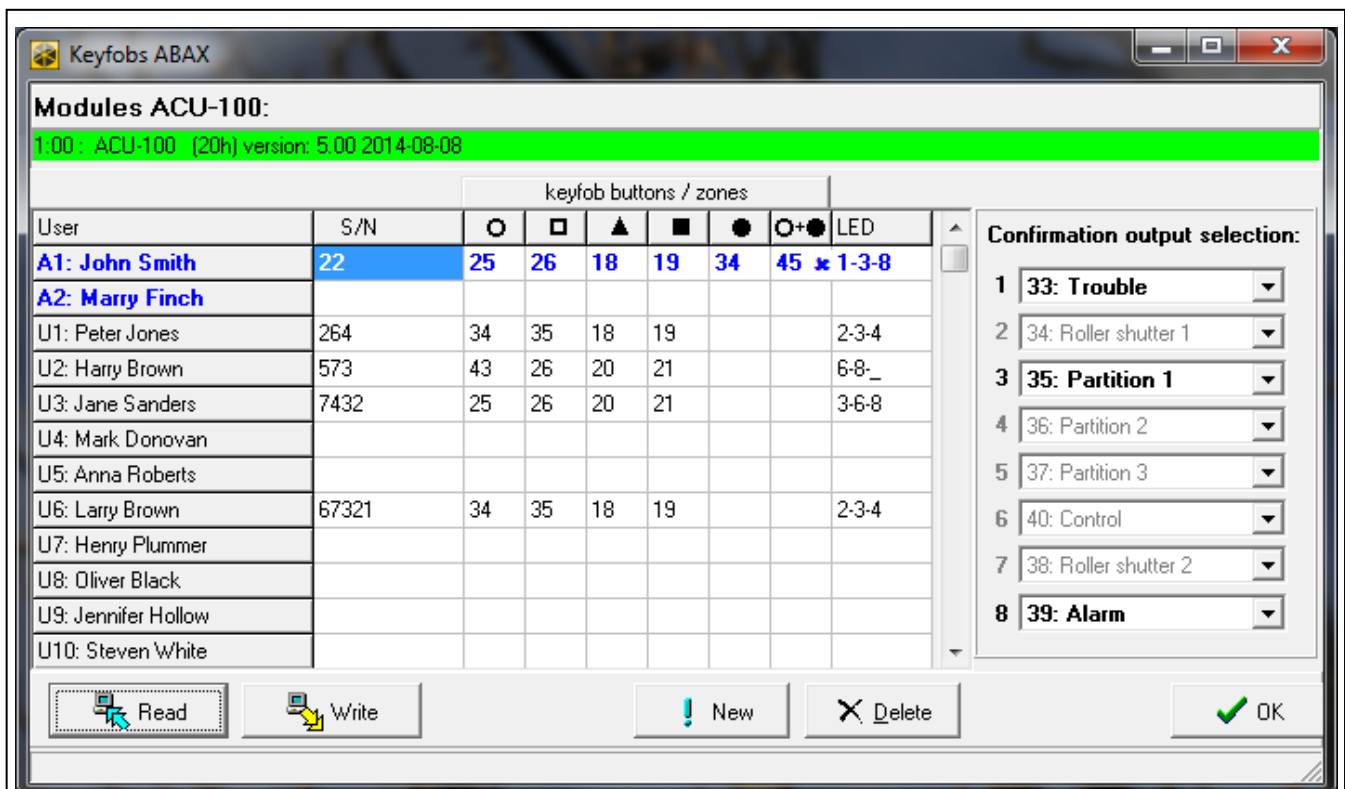 Keyfobs ABAX
Modules ACU-100:
1:00 : ACU-100 (20h) version: 5.00 2014-08-08
keyfob buttons / zones
User S/N LED
A1: John Smith 22 25 26 18 19 34 45 1-3-8
A2: Marry Finch
U1: Peter Jones 264 34 35 18 19 2-3-4
U2: Harry Brown 573 43 26 20 21 6-8-_
U3: Jane Sanders 7432 25 26 20 21 3-6-8
U4: Mark Donovan
U5: Anna Roberts
U6: Larry Brown 67321 34 35 18 19 2-3-4
U7: Henry Plummer
U8: Oliver Black
U9: Jennifer Hollow
U10: Steven White
Confirmation output selection:
1 33: Trouble
2 34: Roller shutter 1
3 35: Partition 1
4 36: Partition 2
5 37: Partition 3
6 40: Control
7 38: Roller shutter 2
8 39: Alarm
Read Write New Delete OK